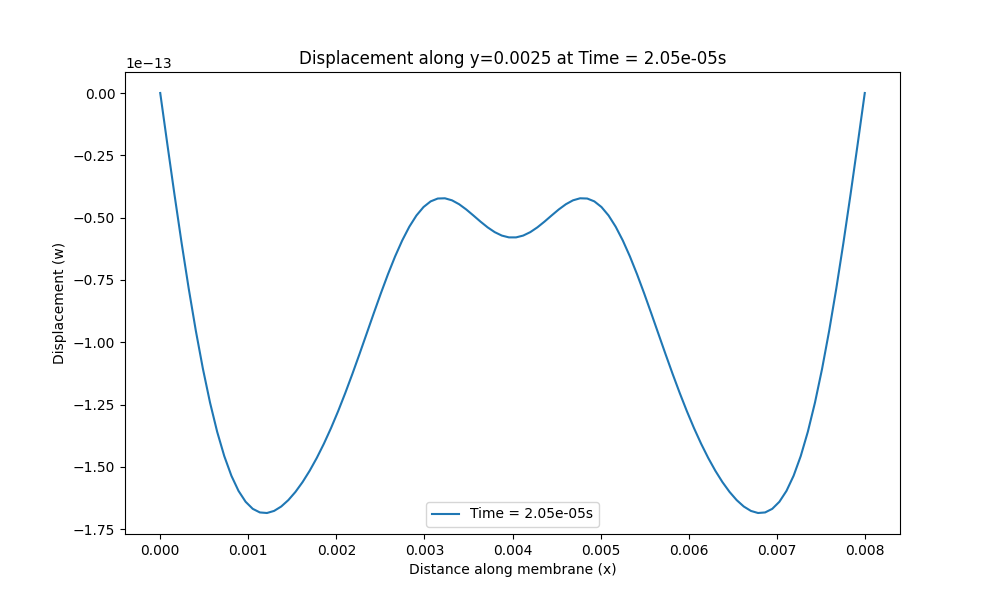 Displacement along y=0.0025 at Time = 2.05e-05s
1e−13
0.00
−0.25
−0.50
−0.75
−1.00
−1.25
−1.50
−1.75
Displacement (w)
Time = 2.05e-05s
0.000 0.001 0.002 0.003 0.004 0.005 0.006 0.007 0.008
Distance along membrane (x)